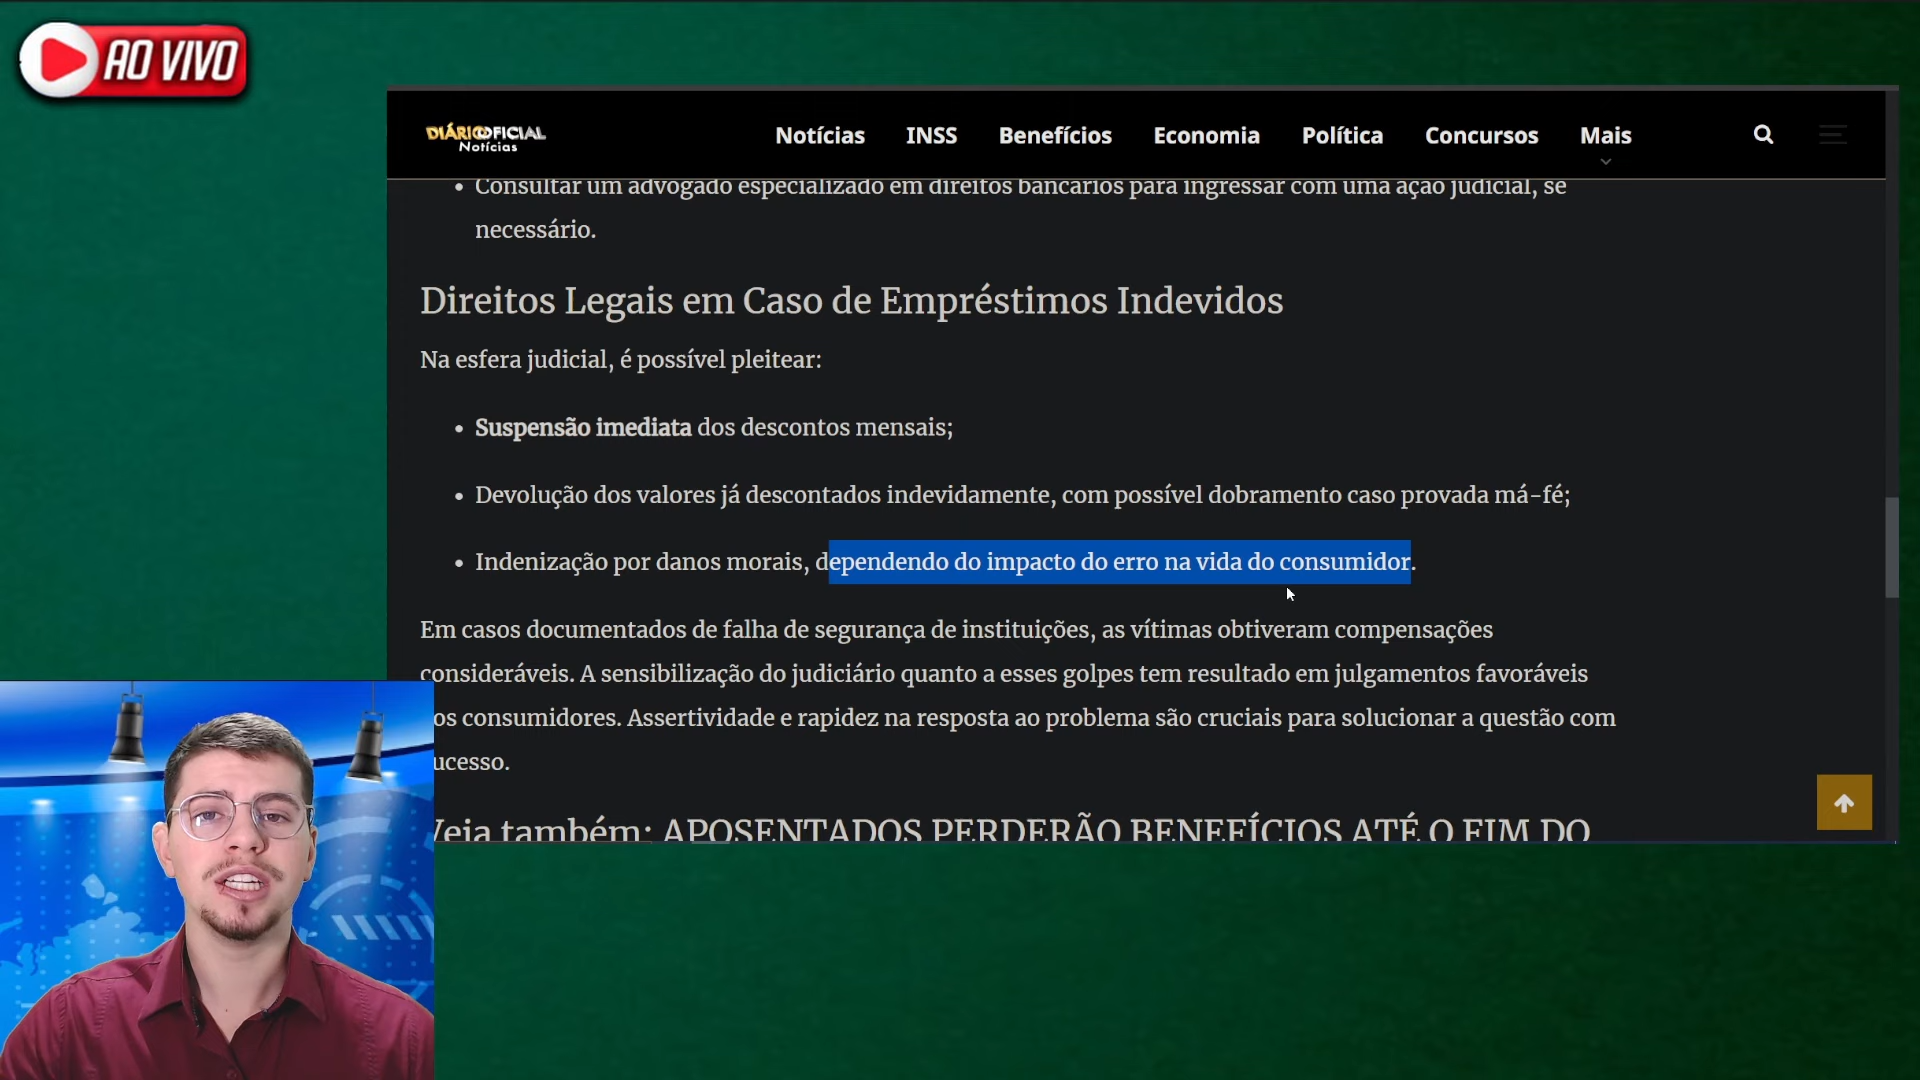 AO VIVO
DIÁRIO OFICIAL
Notícias
Notícias INSS Benefícios Economia Política Concursos Mais
• Consultar um advogado especializado em direitos bancários para ingressar com uma ação judicial, se
necessário.
Direitos Legais em Caso de Empréstimos Indevidos
Na esfera judicial, é possível pleitear:
• Suspensão imediata dos descontos mensais;
• Devolução dos valores já descontados indevidamente, com possível dobramento caso provada má-fé;
• Indenização por danos morais, dependendo do impacto do erro na vida do consumidor.
Em casos documentados de falha de segurança de instituições, as vítimas obtiveram compensações
consideráveis. A sensibilização do judiciário quanto a esses golpes tem resultado em julgamentos favoráveis
os consumidores. Assertividade e rapidez na resposta ao problema são cruciais para solucionar a questão com
ucesso.
Veja também: APOSENTADOS PERDERÃO BENEFÍCIOS ATÉ O FIM DO